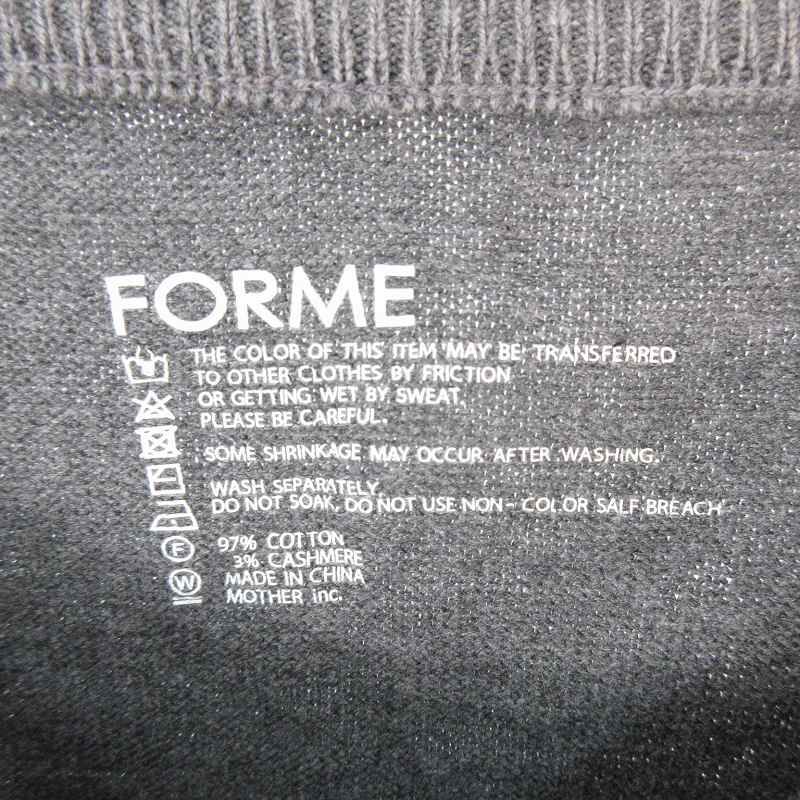 FORME
THE COLOR OF THIS ITEM MAY BE TRANSFERRED
TO OTHER CLOTHES BY FRICTION
OR GETTING WET BY SWEAT.
PLEASE BE CAREFUL.
SOME SHRINKAGE MAY OCCUR AFTER WASHING.
WASH SEPARATELY.
DO NOT SOAK, DO NOT USE NON-COLOR SALF BREACH
F
97% COTTON
3% CASHMERE
W
MADE IN CHINA
MOTHER inc.